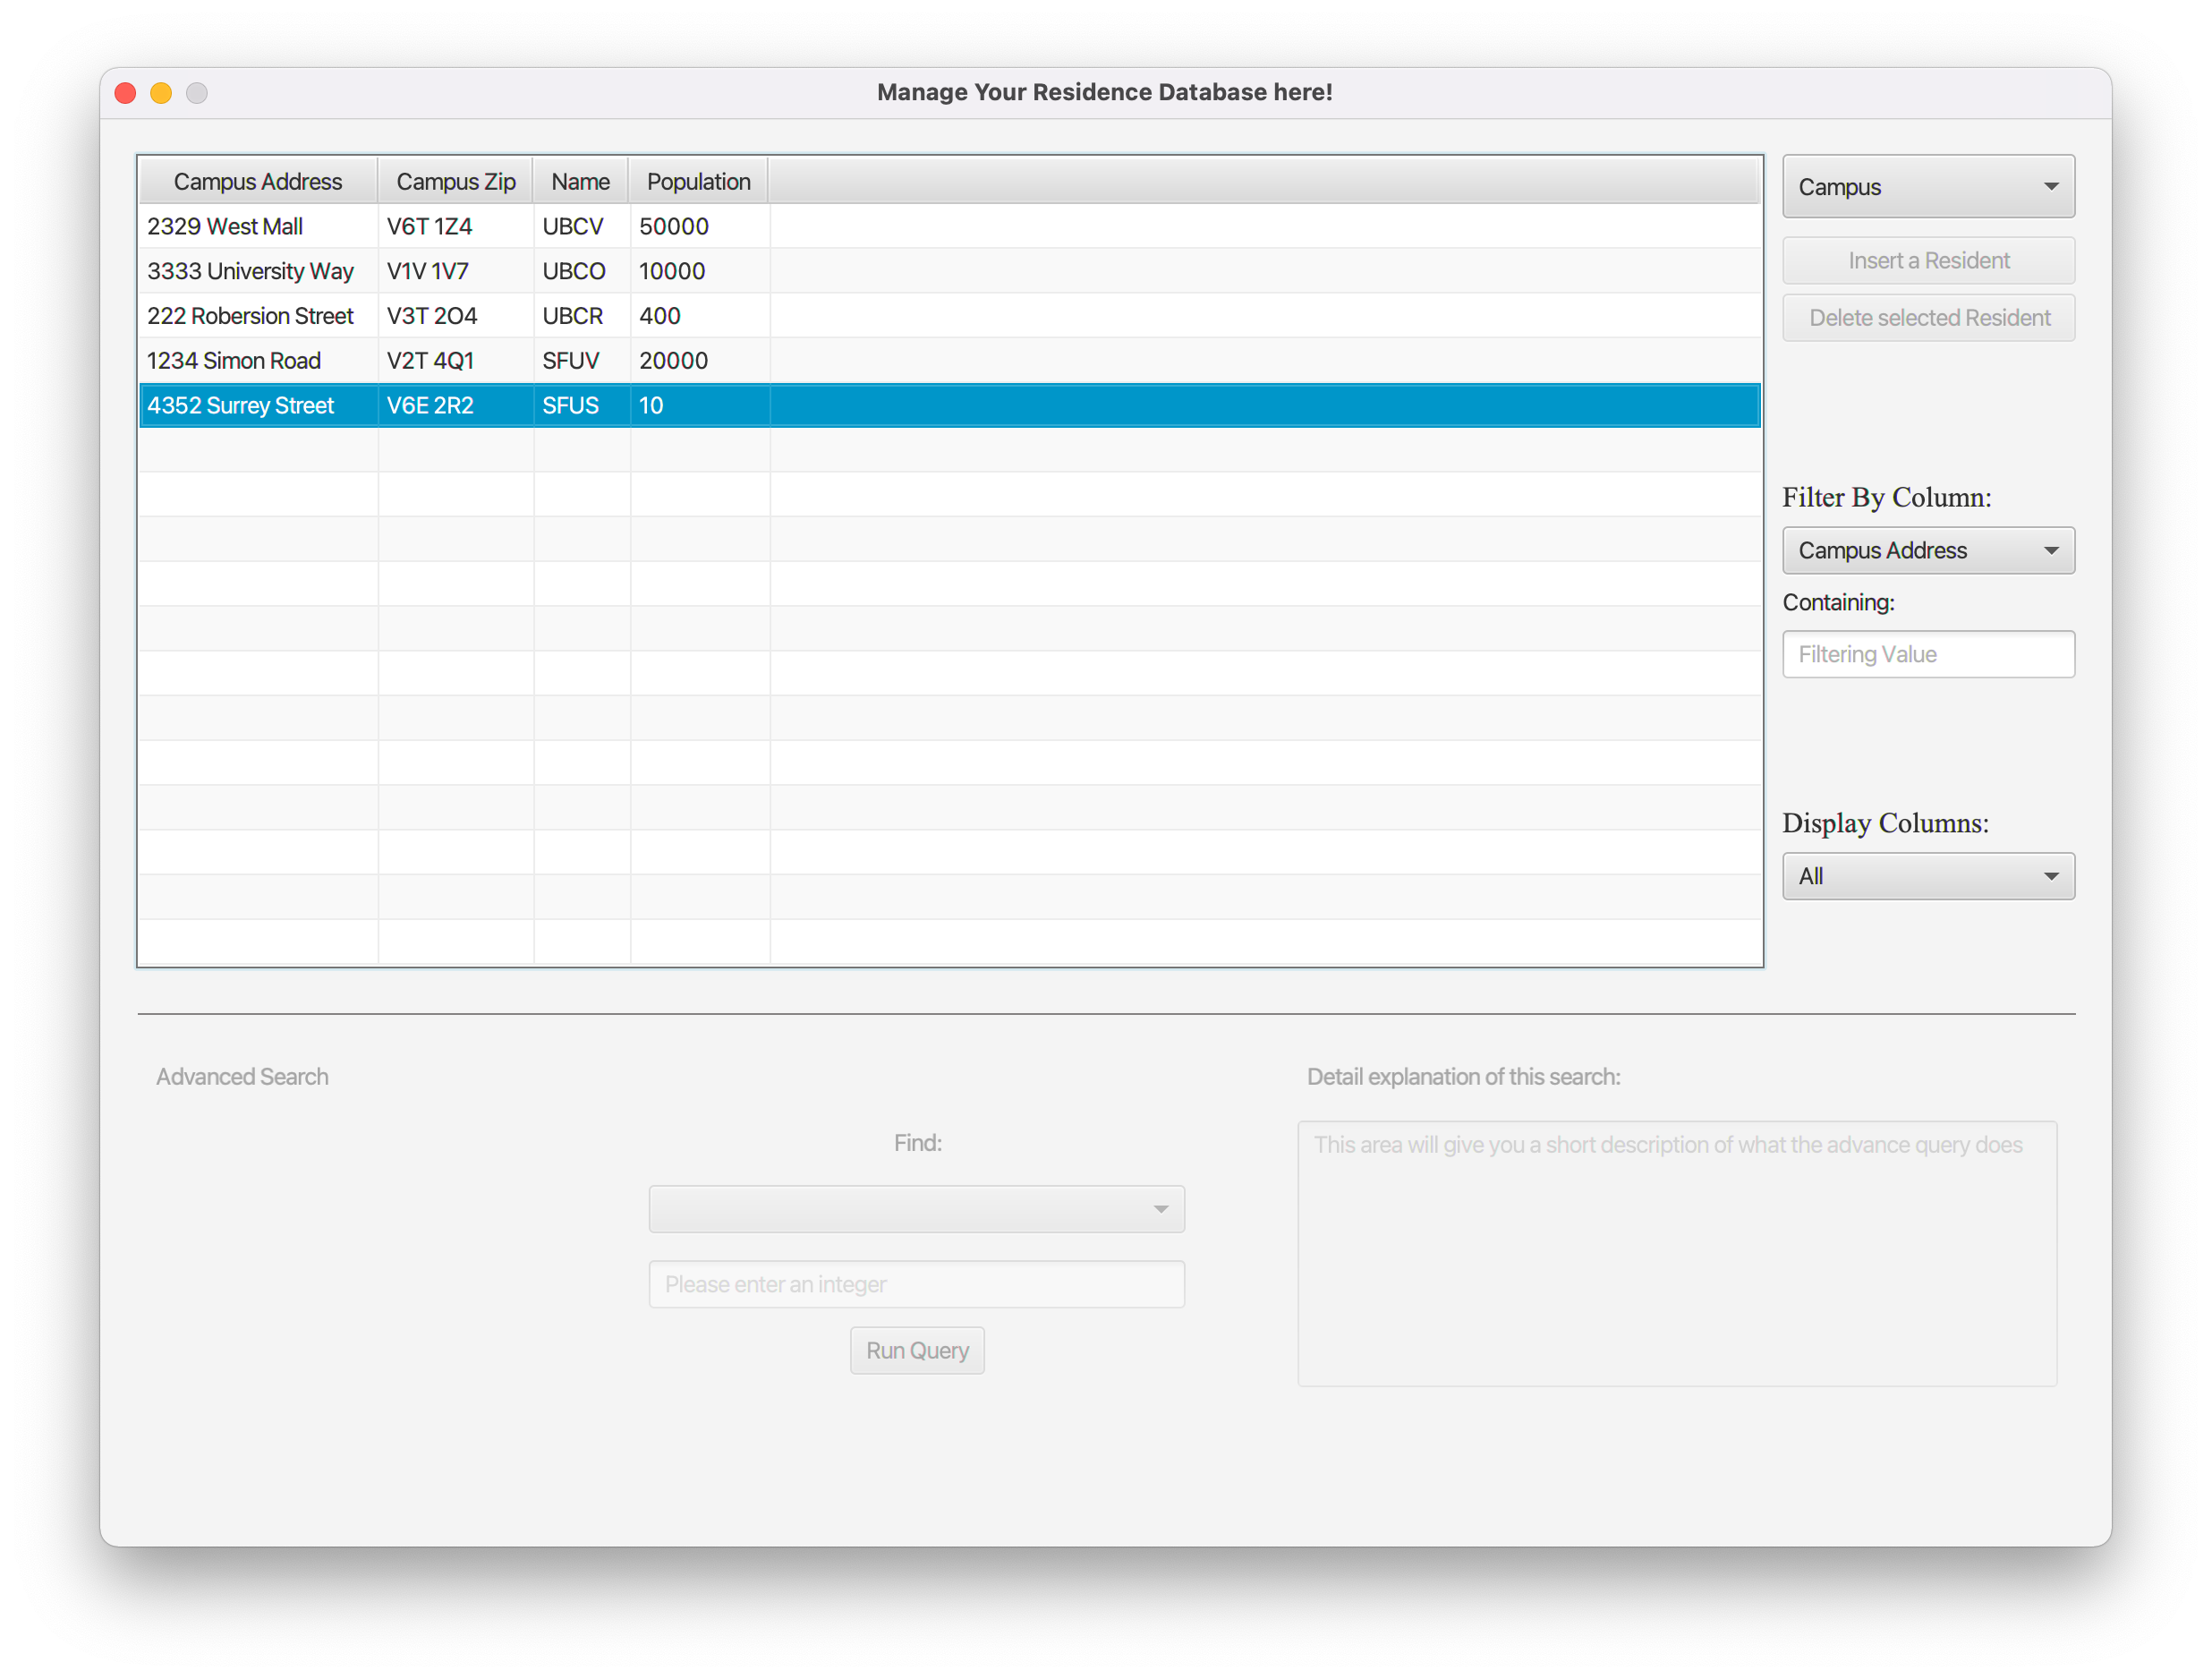 Manage Your Residence Database here!
Campus Address Campus Zip Name Population
2329 West Mall V6T 1Z4 UBCV 50000
3333 University Way V1V 1V7 UBCO 10000
222 Robersion Street V3T 2O4 UBCR 400
1234 Simon Road V2T 4Q1 SFUV 20000
4352 Surrey Street V6E 2R2 SFUS 10
Campus
Insert a Resident
Delete selected Resident
Filter By Column:
Campus Address
Containing:
Filtering Value
Display Columns:
All
Advanced Search
Find:
Please enter an integer
Run Query
Detail explanation of this search:
This area will give you a short description of what the advance query does